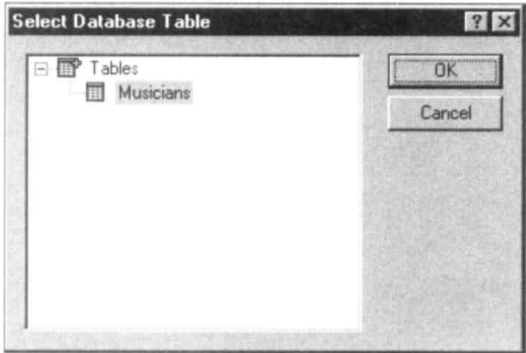 Select Database Table
Tables
Musicians
OK
Cancel